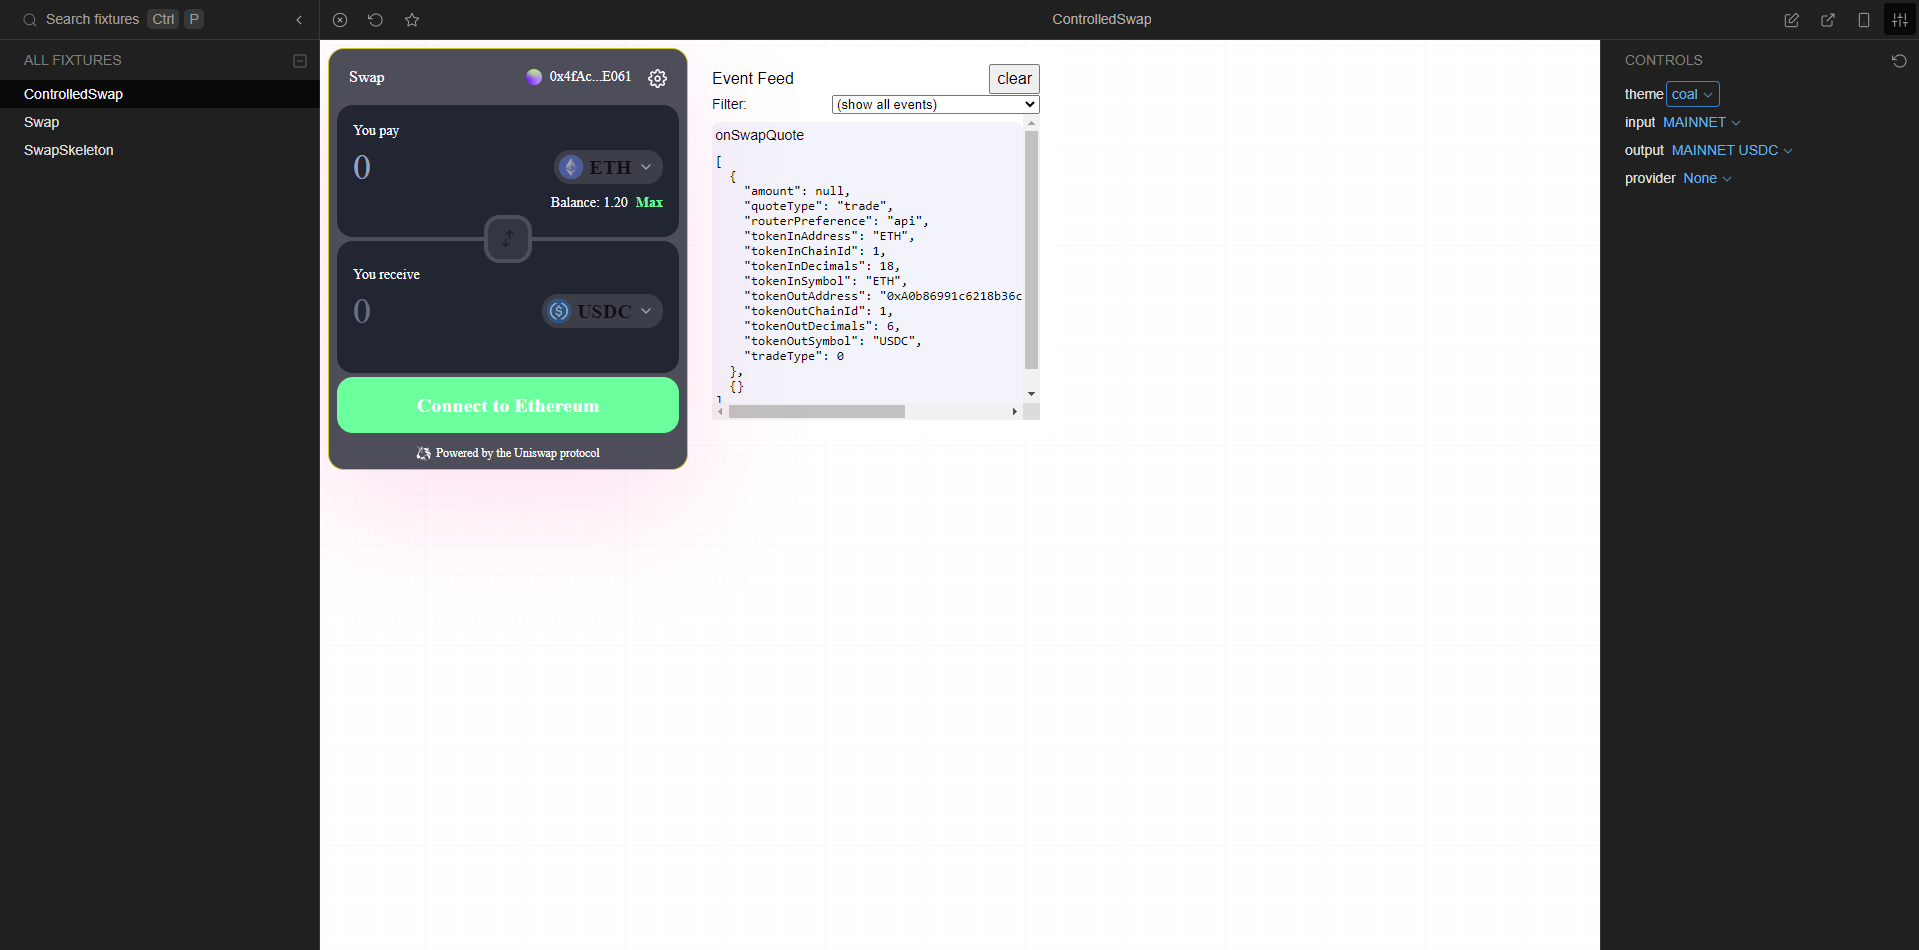 Search fixtures Ctrl P
ControlledSwap
ALL FIXTURES
ControlledSwap
Swap
SwapSkeleton
Swap
0x4fAc...E061
You pay
0
ETH
Balance: 1.20 Max
You receive
0
USDC
Connect to Ethereum
Powered by the Uniswap protocol
Event Feed
clear
Filter:
(show all events)
onSwapQuote
[
{
"amount": null,
"quoteType": "trade",
"routerPreference": "api",
"tokenInAddress": "ETH",
"tokenInChainId": 1,
"tokenInDecimals": 18,
"tokenInSymbol": "ETH",
"tokenOutAddress": "0xA0b86991c6218b36c
"tokenOutChainId": 1,
"tokenOutDecimals": 6,
"tokenOutSymbol": "USDC",
"tradeType": 0
},
{}
]
CONTROLS
theme coal
input MAINNET
output MAINNET USDC
provider None